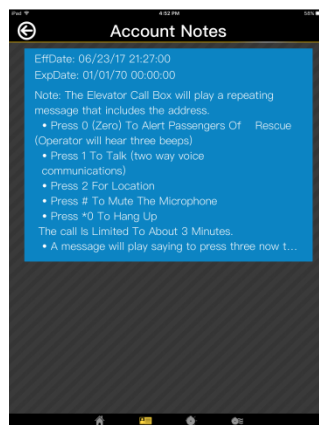 iPad
4:52 PM
50%
Account Notes
EffDate: 06/23/17 21:27:00
ExpDate: 01/01/70 00:00:00
Note: The Elevator Call Box will play a repeating
message that includes the address.
• Press 0 (Zero) To Alert Passengers Of Rescue
(Operator will hear three beeps)
• Press 1 To Talk (two way voice
communications)
• Press 2 For Location
• Press # To Mute The Microphone
• Press *0 To Hang Up
The call Is Limited To About 3 Minutes.
• A message will play saying to press three now t...